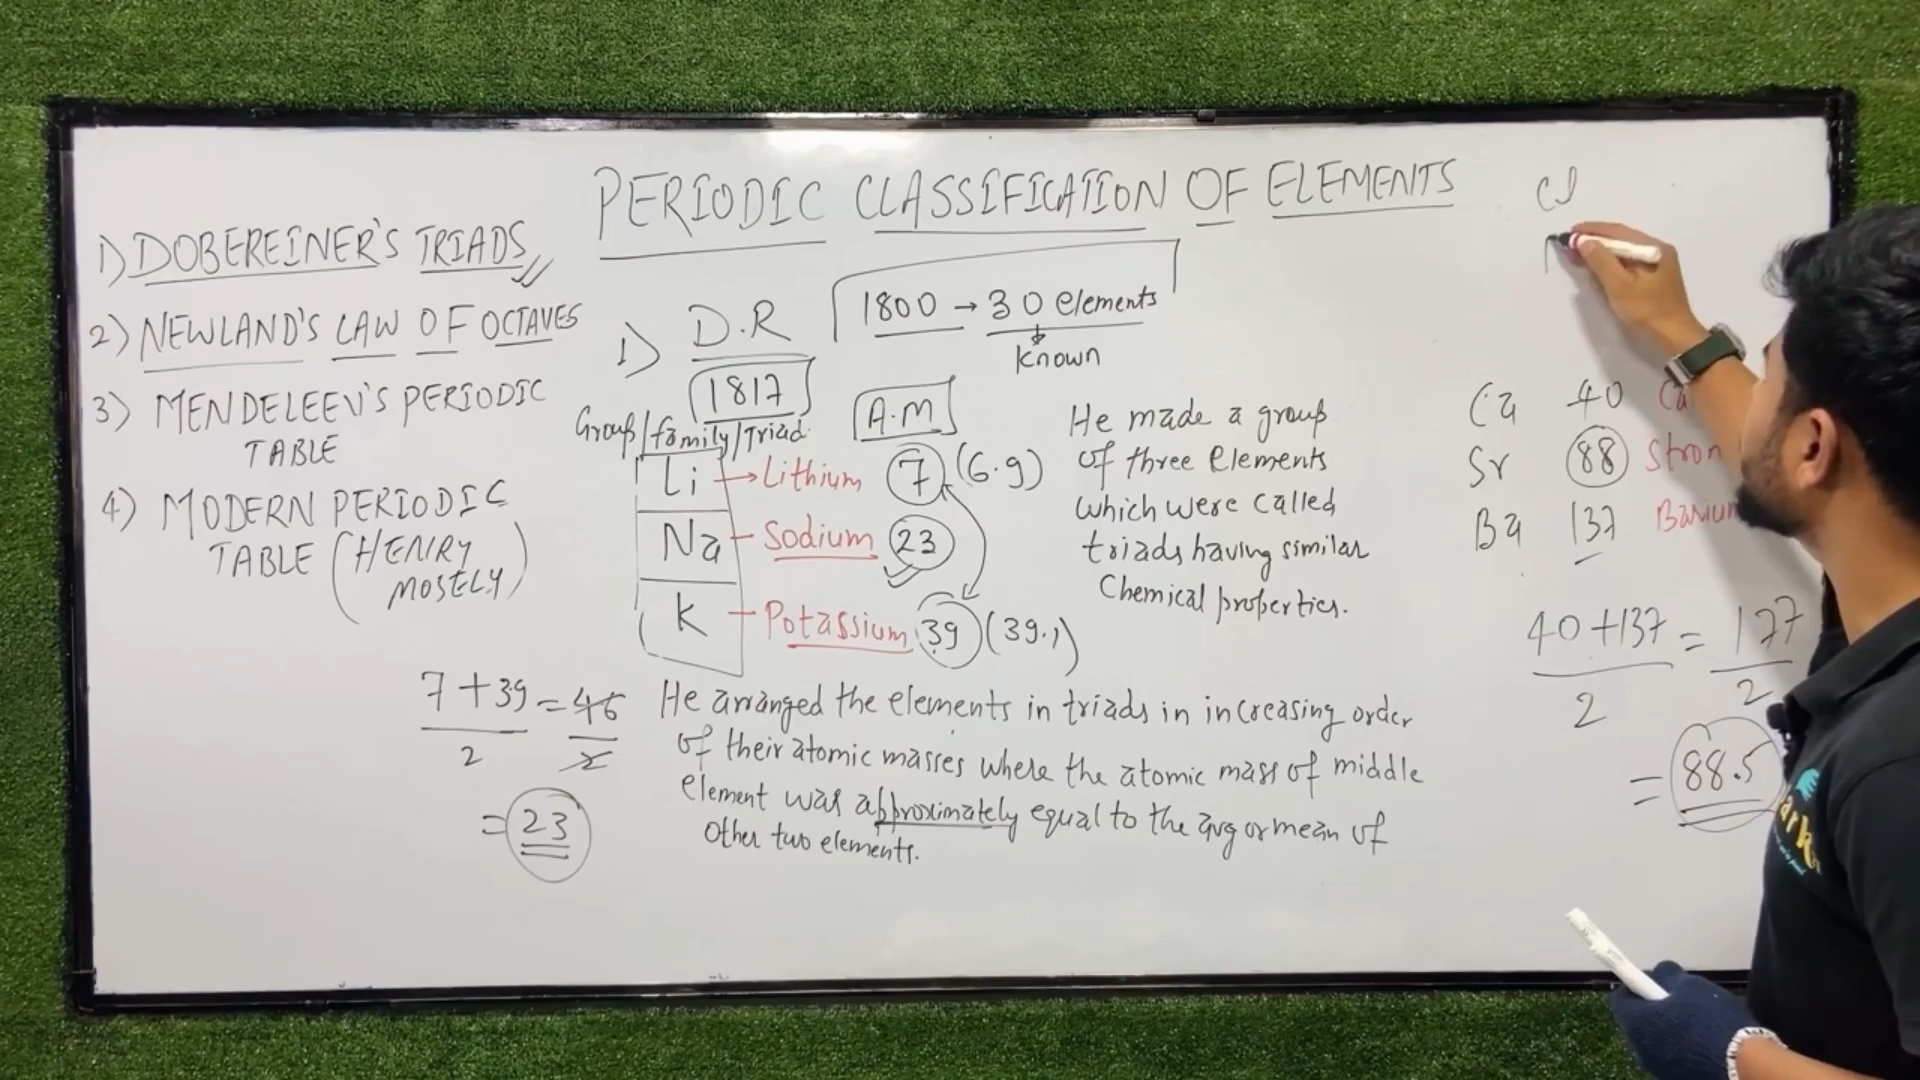 PERIODIC CLASSIFICATION OF ELEMENTS
1) DOBEREINER'S TRIADS
2) NEWLAND'S LAW OF OCTAVES
3) MENDELEEV'S PERIODIC
TABLE
4) MODERN PERIODIC
TABLE (HENRY
MOSELY)
1) D.R
1817
1800 → 30 elements
known
Group/family/Triad
A.M
Li → Lithium 7 (6.9)
Na - Sodium 23
K - Potassium 39 (39.1)
He made a group
of three elements
which were called
triads having similar
Chemical properties.
7+39 = 46
2 2
= 23
He arranged the elements in triads in increasing order
of their atomic masses where the atomic mass of middle
element was approximately equal to the avg or mean of
other two elements.
Cl
Ca 40 Ca
Sr 88 Stron
Ba 137 Barium
40+137 = 177
2 2
= 88.5